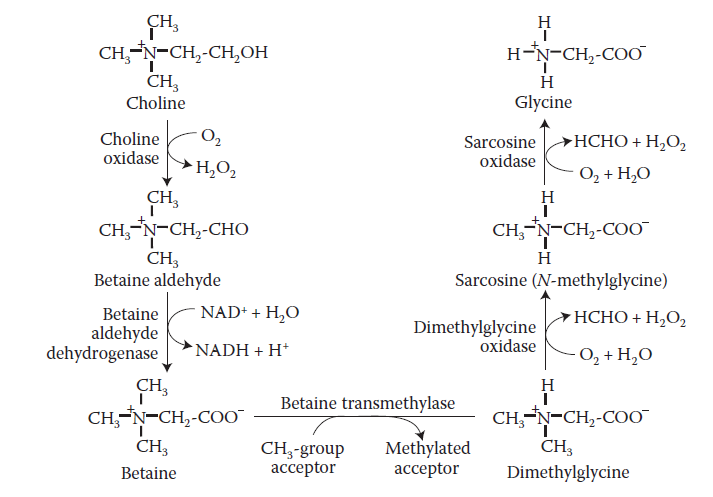 CH₃
CH₃-N⁺-CH₂-CH₂OH
CH₃
Choline
Choline
oxidase
O₂
H₂O₂
CH₃
CH₃-N⁺-CH₂-CHO
CH₃
Betaine aldehyde
Betaine
aldehyde
dehydrogenase
NAD⁺ + H₂O
NADH + H⁺
CH₃
CH₃-N⁺-CH₂-COO⁻
CH₃
Betaine
Betaine transmethylase
CH₃-group
acceptor
Methylated
acceptor
H
CH₃-N⁺-CH₂-COO⁻
CH₃
Dimethylglycine
Dimethylglycine
oxidase
HCHO + H₂O₂
O₂ + H₂O
H
CH₃-N⁺-CH₂-COO⁻
H
Sarcosine (N-methylglycine)
Sarcosine
oxidase
HCHO + H₂O₂
O₂ + H₂O
H
H-N⁺-CH₂-COO⁻
H
Glycine